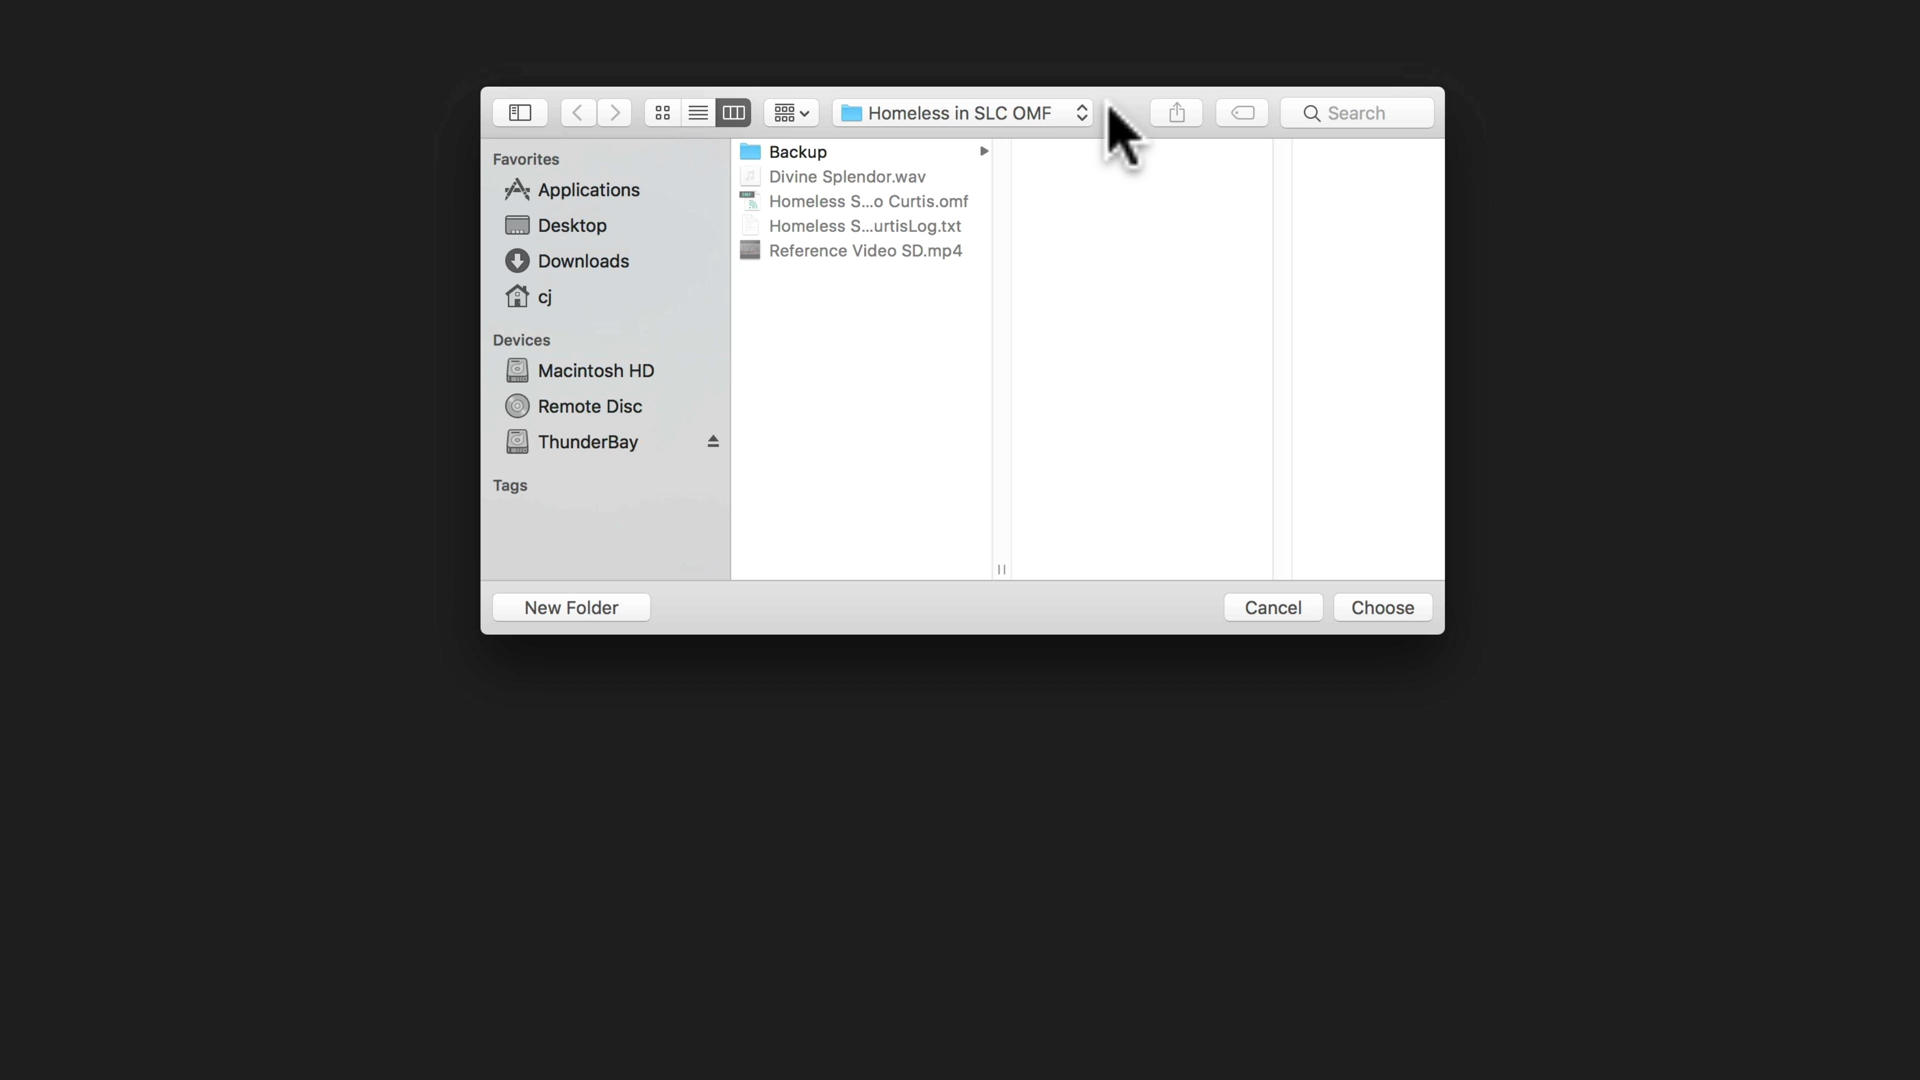 Homeless in SLC OMF
Search
Favorites
Applications
Desktop
Downloads
cj
Devices
Macintosh HD
Remote Disc
ThunderBay
Tags
Backup
Divine Splendor.wav
Homeless S...o Curtis.omf
Homeless S...urtisLog.txt
Reference Video SD.mp4
New Folder
Cancel
Choose